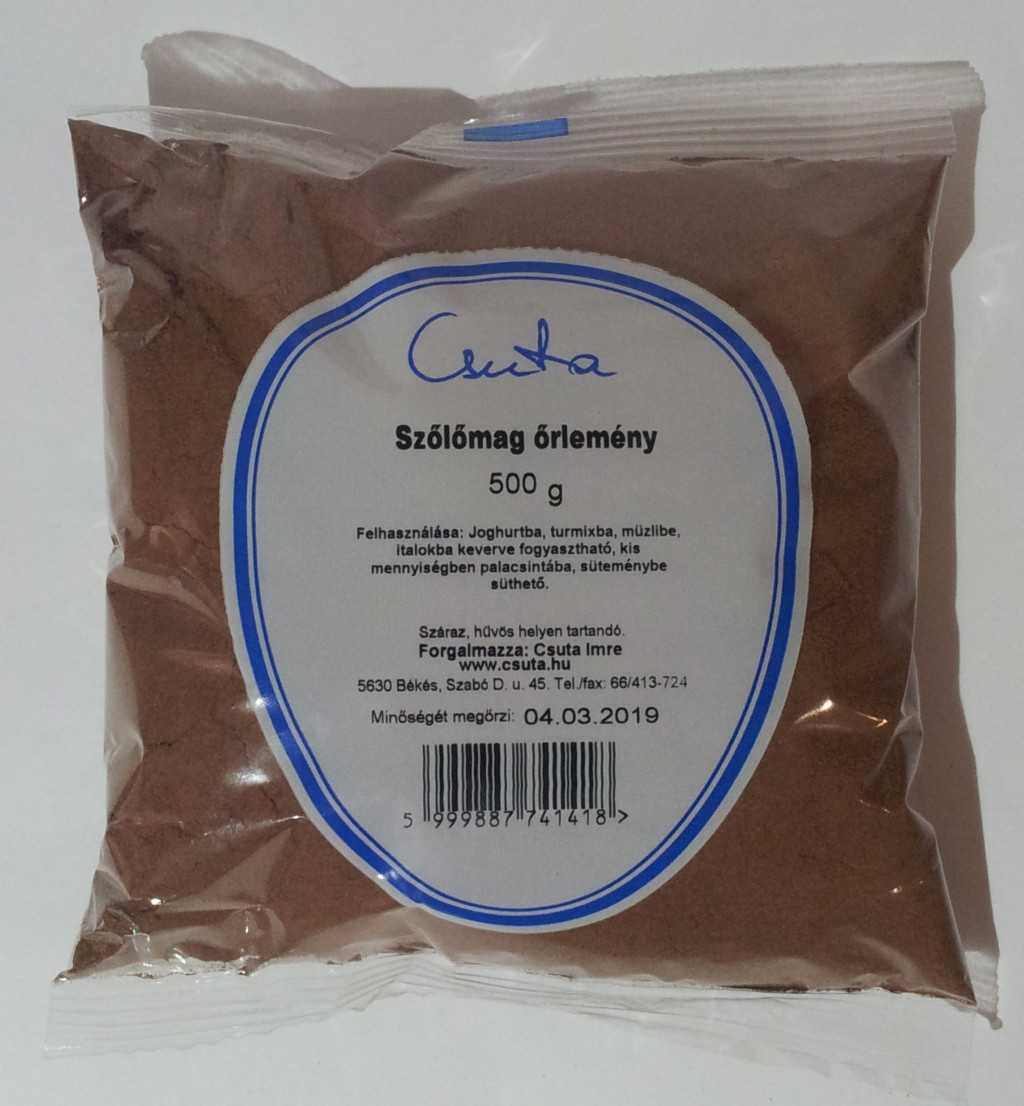 Csuta
Szőlőmag őrlemény
500 g
Felhasználása: Joghurtba, turmixba, müzlibe,
italokba keverve fogyasztható, kis
mennyiségben palacsintába, süteménybe
süthető.
Száraz, hűvös helyen tartandó.
Forgalmazza: Csuta Imre
www.csuta.hu
5630 Békés, Szabó D. u. 45. Tel./fax: 66/413-724
Minőségét megőrzi: 04.03.2019
5 999887 741418 >